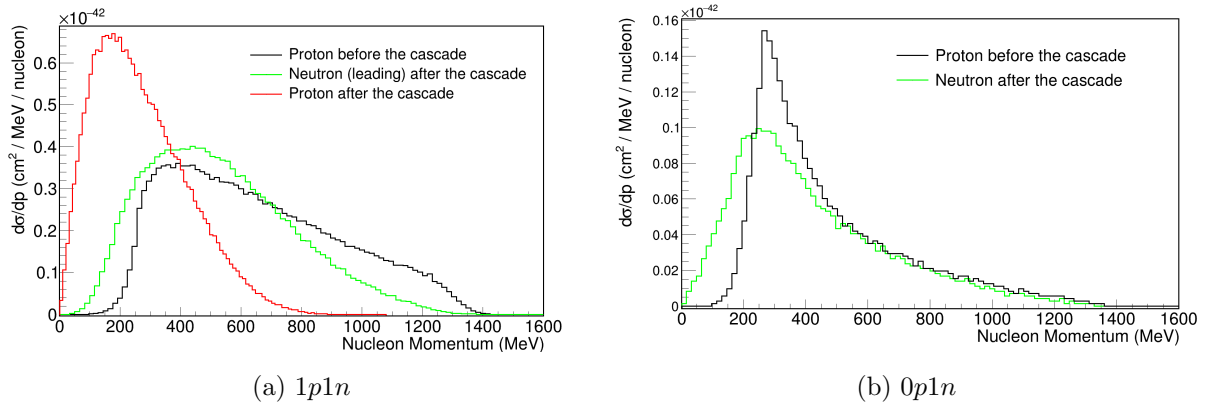 ×10⁻⁴²
dσ/dp (cm² / MeV / nucleon)
0.6
0.5
0.4
0.3
0.2
0.1
0
Proton before the cascade
Neutron (leading) after the cascade
Proton after the cascade
0 200 400 600 800 1000 1200 1400 1600
Nucleon Momentum (MeV)
(a) 1p1n
×10⁻⁴²
dσ/dp (cm² / MeV / nucleon)
0.16
0.14
0.12
0.1
0.08
0.06
0.04
0.02
0
Proton before the cascade
Neutron after the cascade
0 200 400 600 800 1000 1200 1400 1600
Nucleon Momentum (MeV)
(b) 0p1n